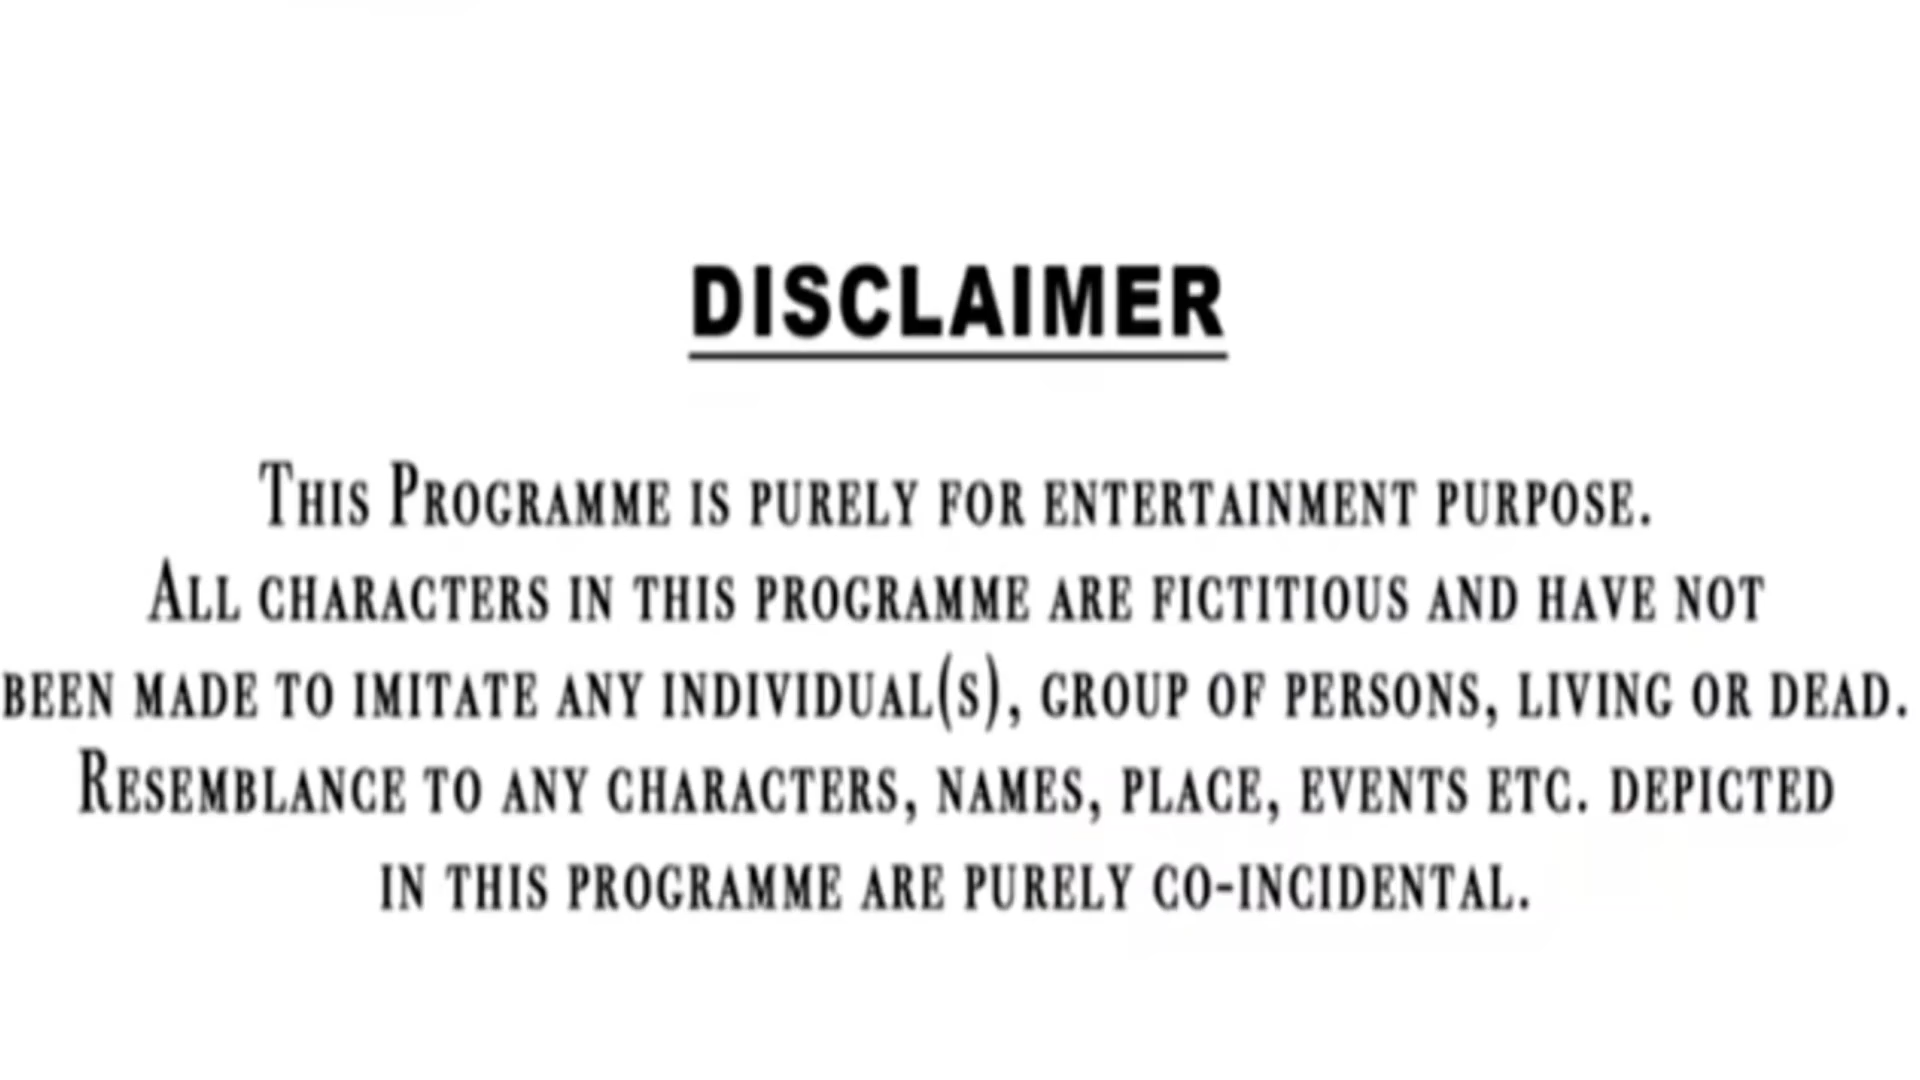 DISCLAIMER
This Programme is purely for entertainment purpose.
All characters in this programme are fictitious and have not
been made to imitate any individual(s), group of persons, living or dead.
Resemblance to any characters, names, place, events etc. depicted
in this programme are purely co-incidental.